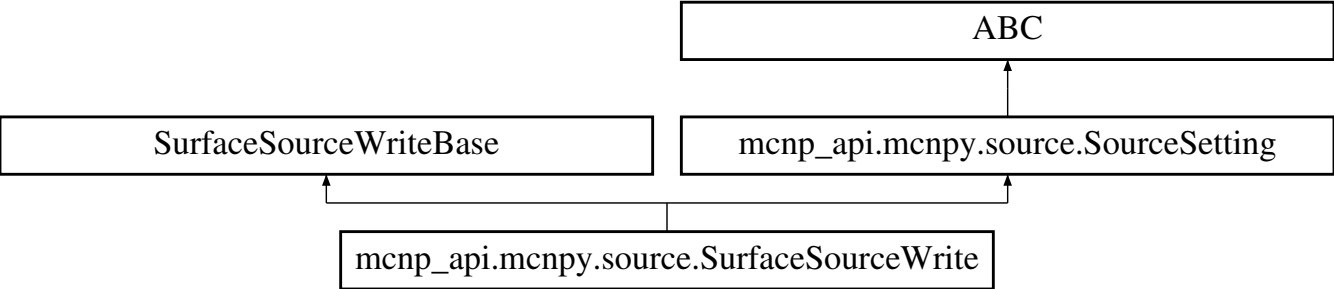 ABC
SurfaceSourceWriteBase
mcnp_api.mcnpy.source.SourceSetting
mcnp_api.mcnpy.source.SurfaceSourceWrite